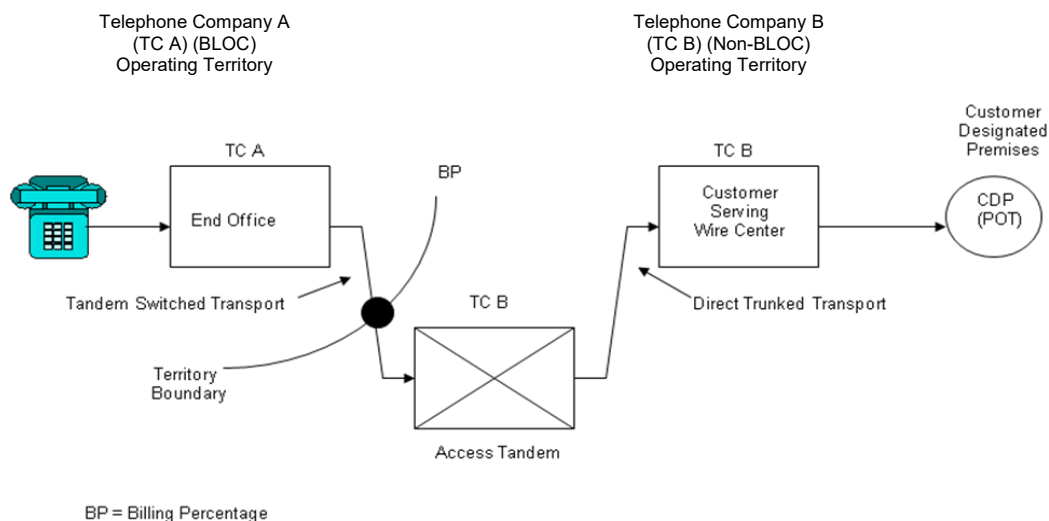 Telephone Company A
(TC A) (BLOC)
Operating Territory
Telephone Company B
(TC B) (Non-BLOC)
Operating Territory
Customer
Designated
Premises
TC A
BP
TC B
End Office
Customer
Serving
Wire Center
CDP
(POT)
Tandem Switched Transport
TC B
Direct Trunked Transport
Territory
Boundary
Access Tandem
BP = Billing Percentage